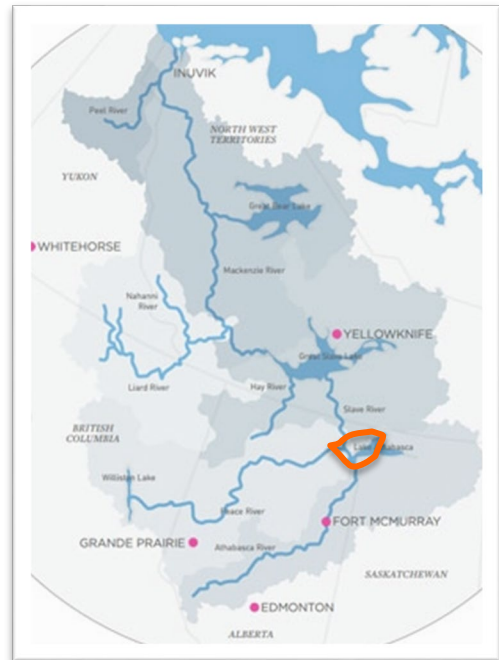 INUVIK
Peel River
NORTH WEST
TERRITORIES
YUKON
Great Bear Lake
WHITEHORSE
Mackenzie River
Nahanni
River
YELLOWKNIFE
Great Slave Lake
Liard River
Hay River
Slave River
BRITISH
COLUMBIA
Lake Athabasca
Williston Lake
Peace River
FORT MCMURRAY
GRANDE PRAIRIE
Athabasca River
SASKATCHEWAN
EDMONTON
ALBERTA